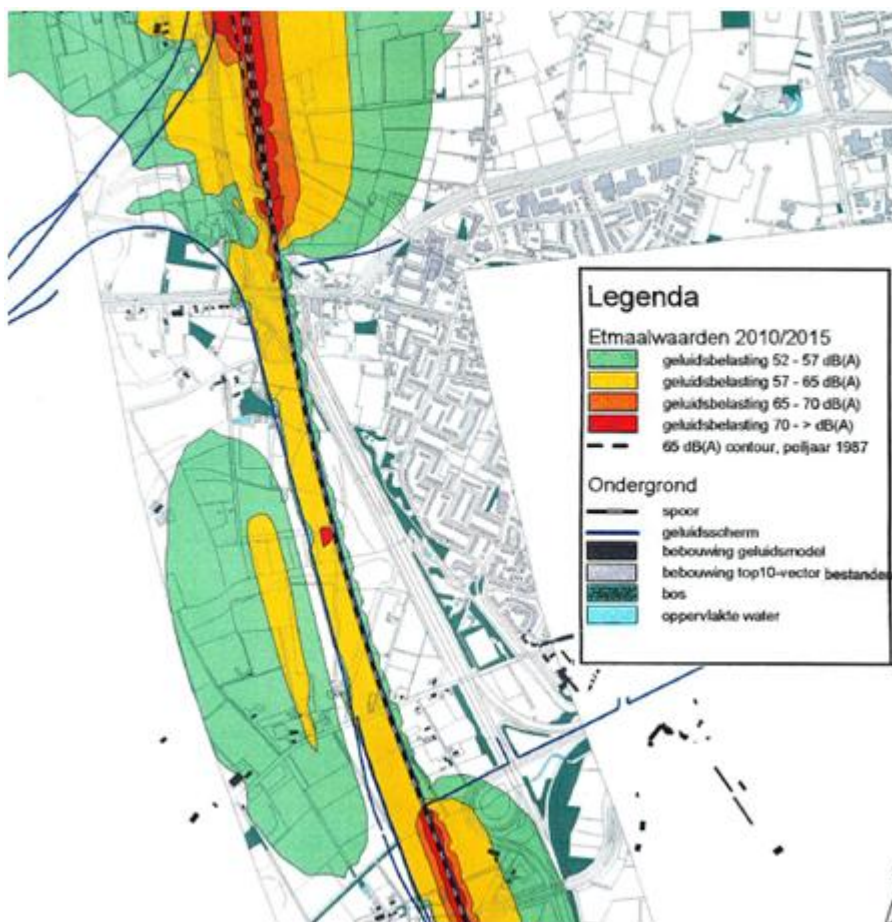 Legenda
Etmaalwaarden 2010/2015
geluidsbelasting 52 - 57 dB(A)
geluidsbelasting 57 - 65 dB(A)
geluidsbelasting 65 - 70 dB(A)
geluidsbelasting 70 - > dB(A)
65 dB(A) contour, peiljaar 1987
Ondergrond
spoor
geluidsscherm
bebouwing geluidsmodel
bebouwing top10-vector bestanden
bos
oppervlakte water